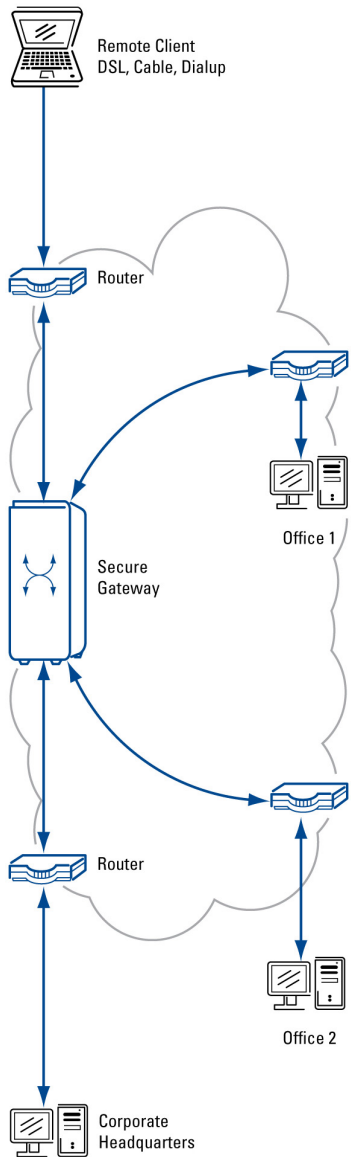 Remote Client
DSL, Cable, Dialup
Router
Office 1
Secure
Gateway
Router
Office 2
Corporate
Headquarters